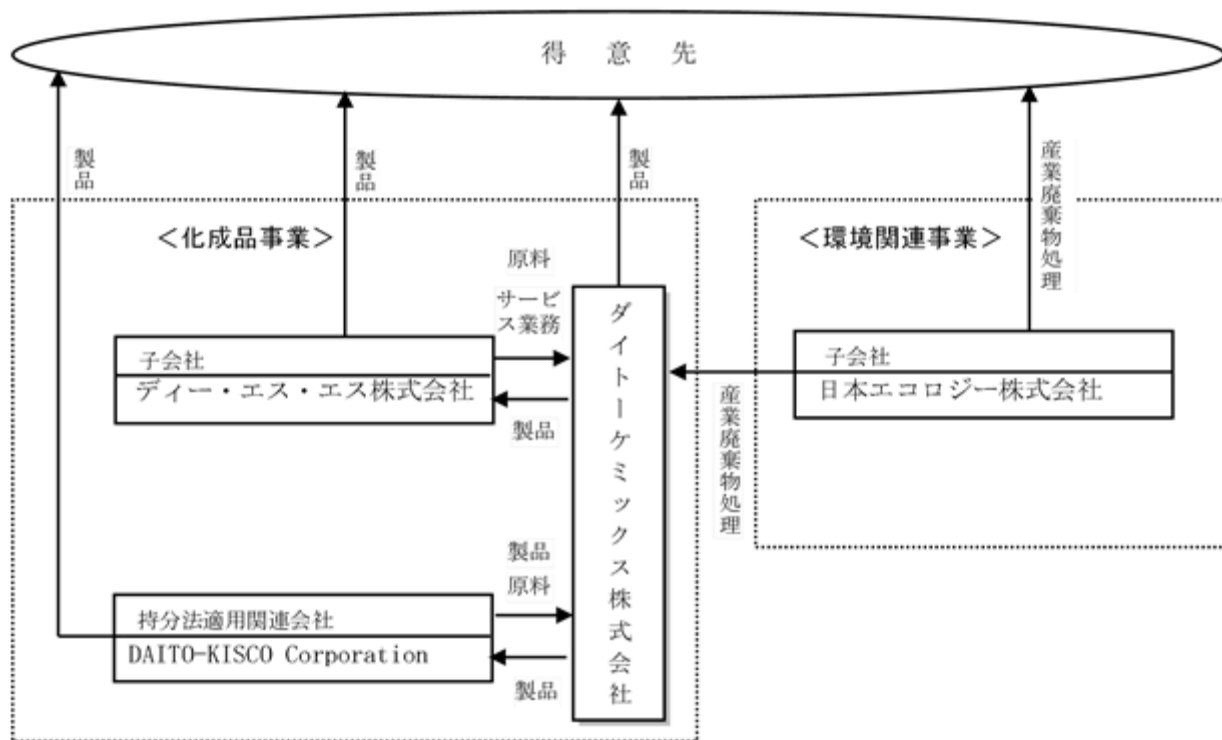 得意先
製品
製品
製品
産業廃棄物処理
＜化成品事業＞
＜環境関連事業＞
原料
サービ
ス業務
子会社
ディー・エス・エス株式会社
製品
ダイトーケミックス株式会社
産業廃棄物処理
子会社
日本エコロジー株式会社
製品
原料
持分法適用関連会社
DAITO-KISCO Corporation
製品